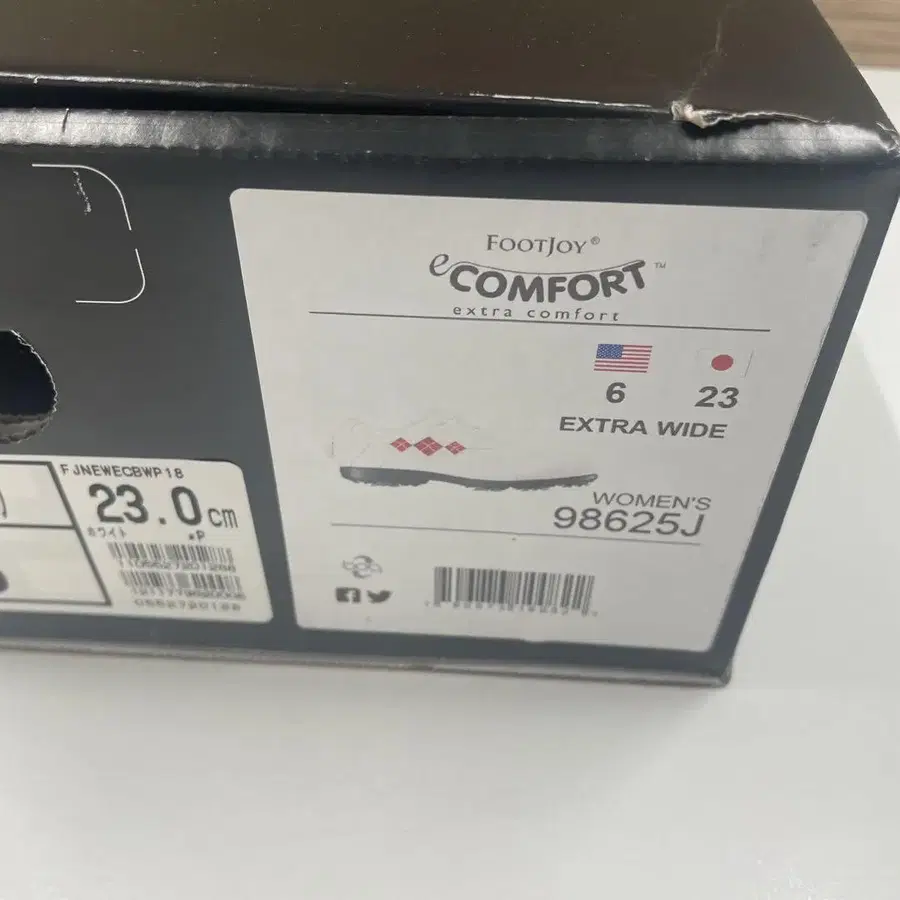 FOOTJOY®
eCOMFORT™
extra comfort
6 23
EXTRA WIDE
WOMEN'S
98625J
FJNEWECBWP18
23.0cm
ホワイト *P